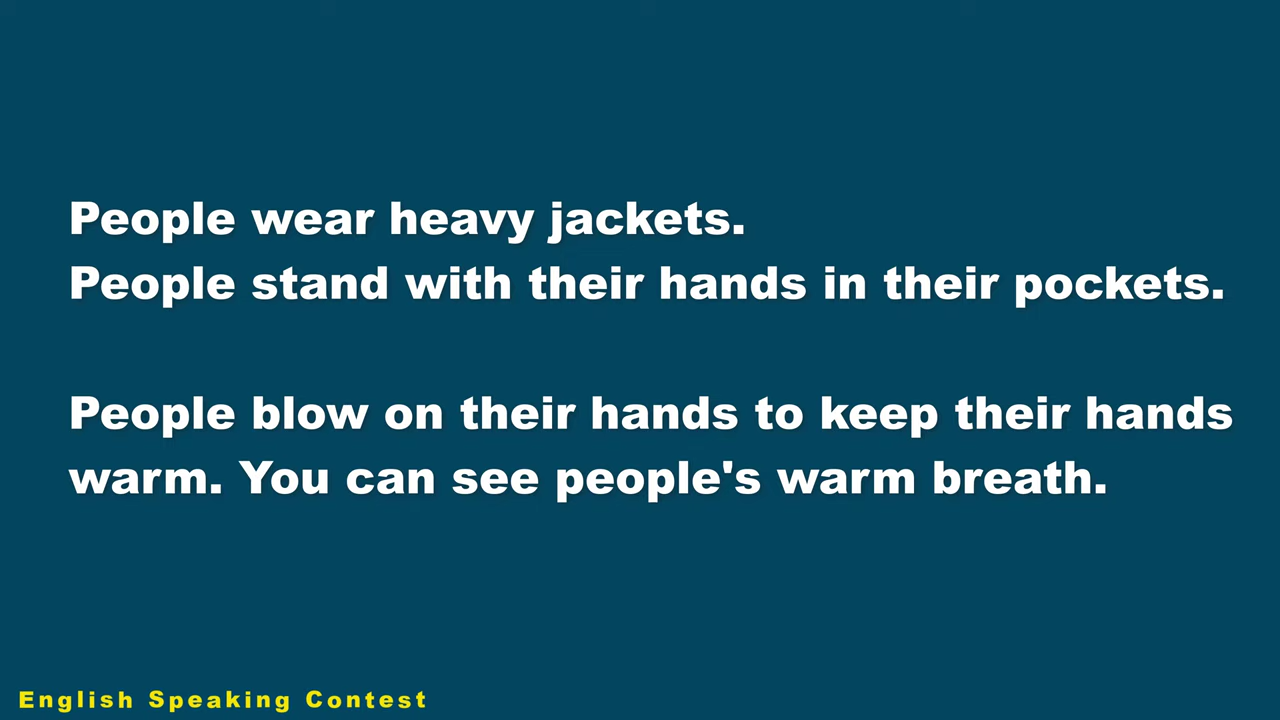 People wear heavy jackets.
People stand with their hands in their pockets.
People blow on their hands to keep their hands
warm. You can see people's warm breath.
English Speaking Contest